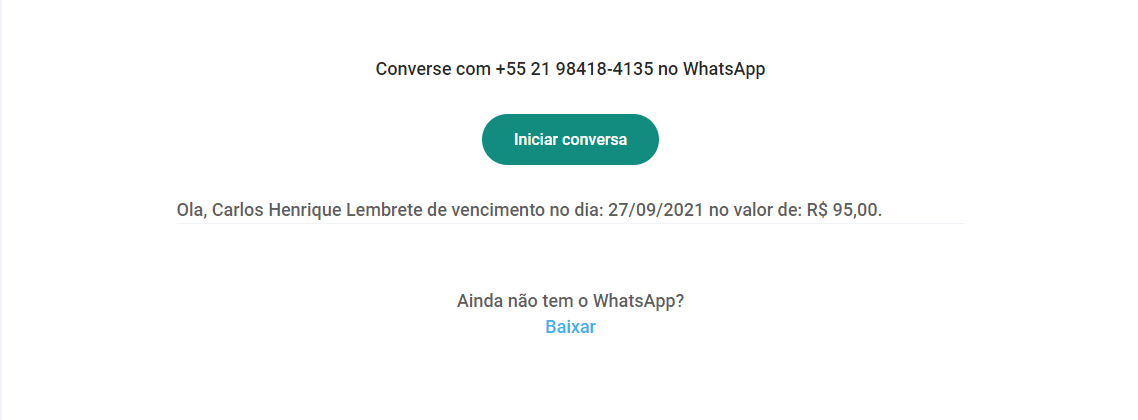 Converse com +55 21 98418-4135 no WhatsApp
Iniciar conversa
Ola, Carlos Henrique Lembrete de vencimento no dia: 27/09/2021 no valor de: R$ 95,00.
Ainda não tem o WhatsApp?
Baixar